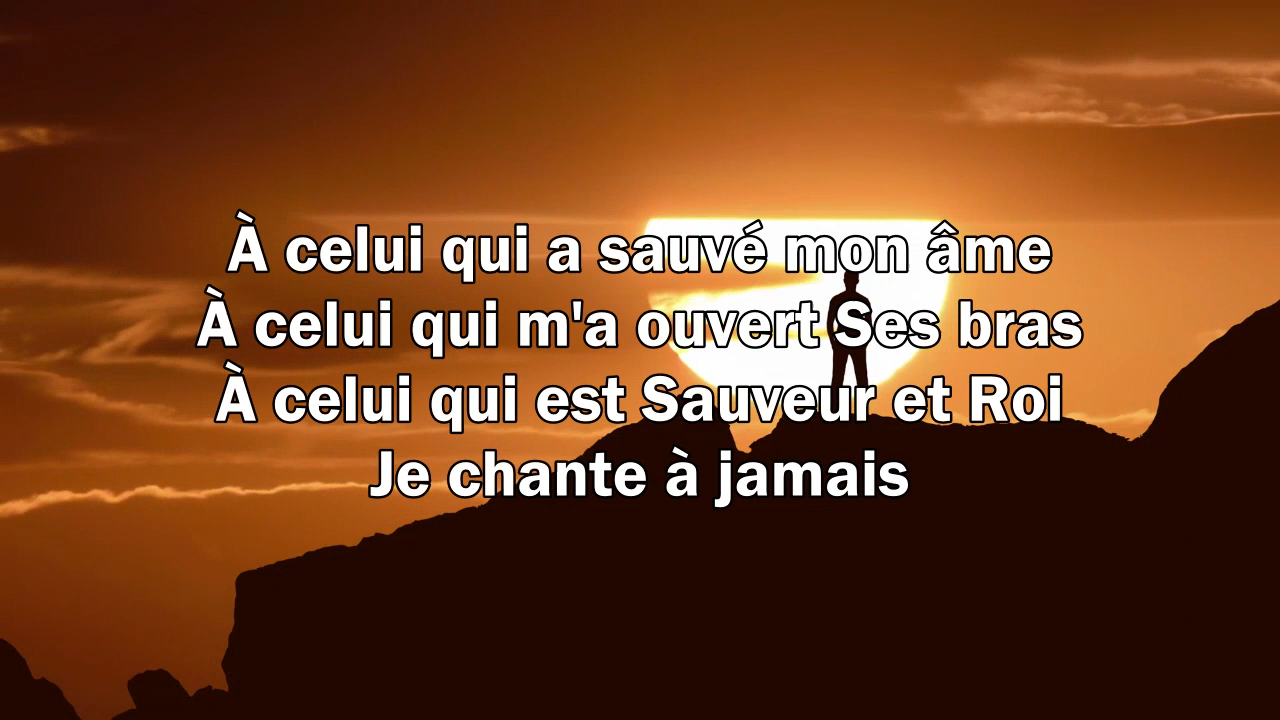 À celui qui a sauvé mon âme
À celui qui m'a ouvert Ses bras
À celui qui est Sauveur et Roi
Je chante à jamais